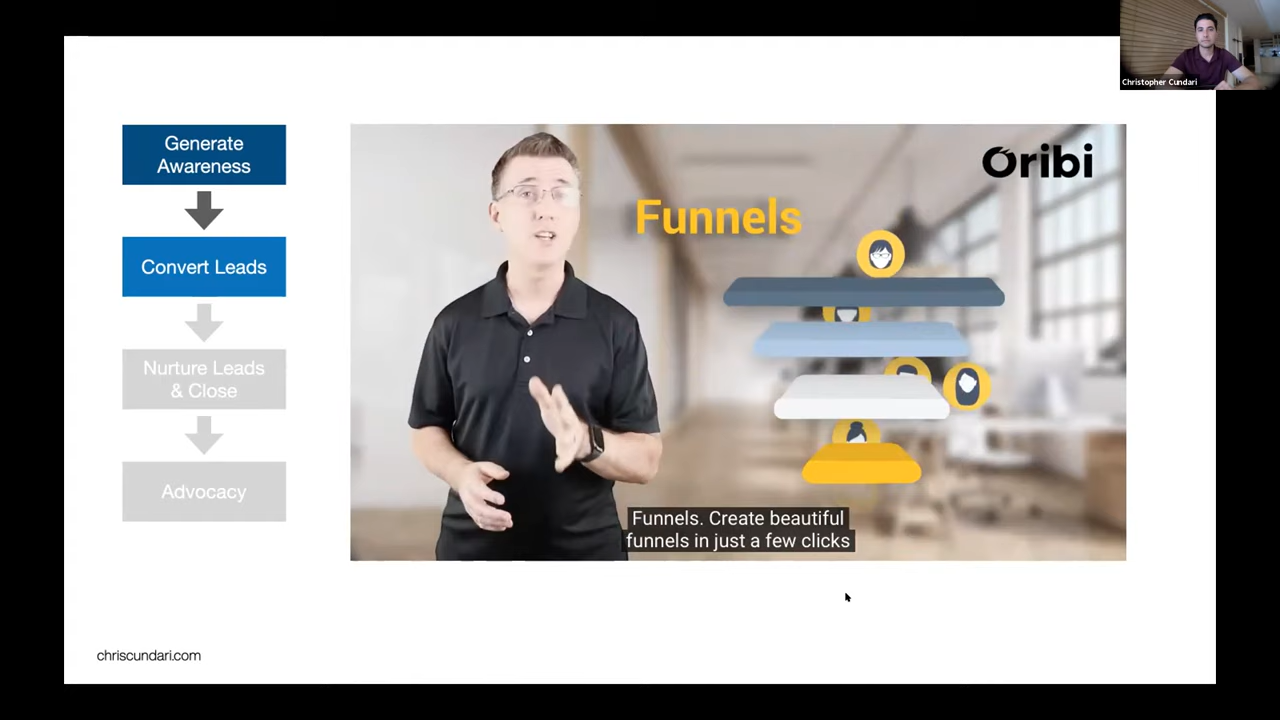 Christopher Cundari
Generate
Awareness
Convert Leads
Nurture Leads
& Close
Advocacy
Oribi
Funnels
Funnels. Create beautiful
funnels in just a few clicks
chriscundari.com